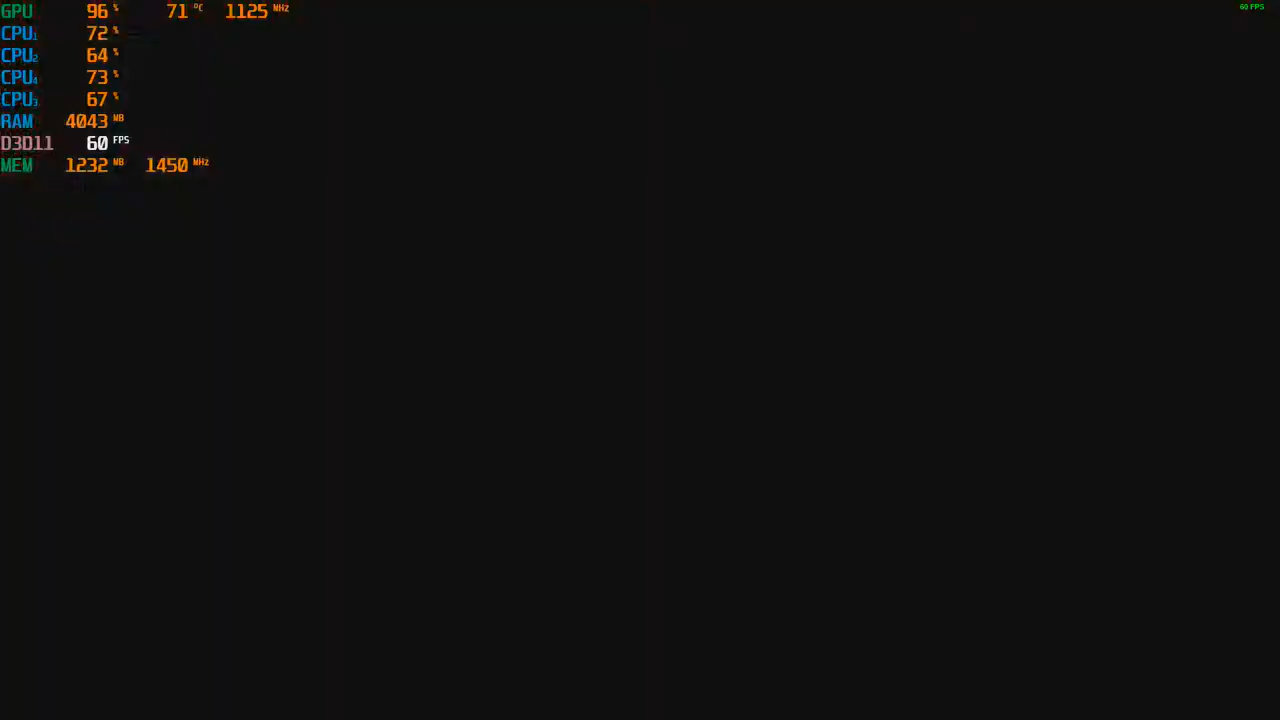 GPU 96 % 71 °C 1125 MHz
60 FPS
CPU1 72 %
CPU2 64 %
CPU4 73 %
CPU3 67 %
RAM 4043 MB
D3D11 60 FPS
MEM 1232 MB 1450 MHz